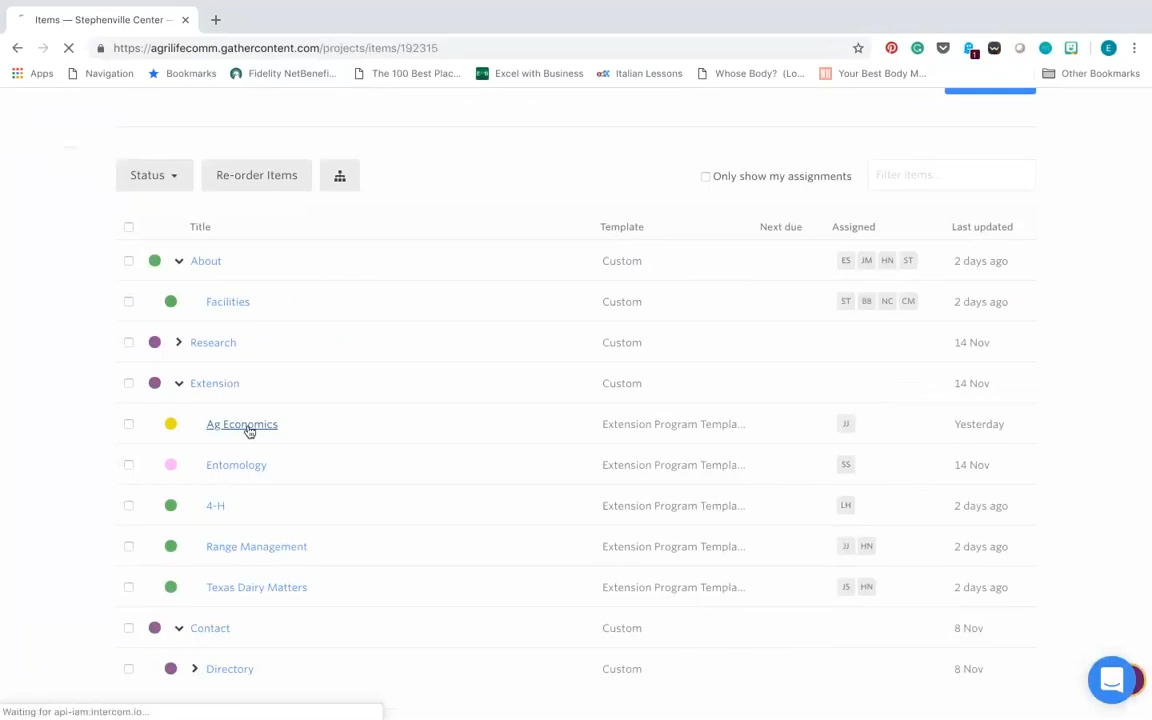 Items — Stephenville Center –
https://agrilifecomm.gathercontent.com/projects/items/192315
1
E
Apps Navigation Bookmarks Fidelity NetBenefi... The 100 Best Plac... Excel with Business Italian Lessons Whose Body? (Lo... Your Best Body M... Other Bookmarks
Status Re-order Items Only show my assignments Filter items...
Title Template Next due Assigned Last updated
About Custom ES JM HN ST 2 days ago
Facilities Custom ST BB NC CM 2 days ago
Research Custom 14 Nov
Extension Custom 14 Nov
Ag Economics Extension Program Templa... JJ Yesterday
Entomology Extension Program Templa... SS 14 Nov
4-H Extension Program Templa... LH 2 days ago
Range Management Extension Program Templa... JJ HN 2 days ago
Texas Dairy Matters Extension Program Templa... JS HN 2 days ago
Contact Custom 8 Nov
Directory Custom 8 Nov
Waiting for api-iam.intercom.io...